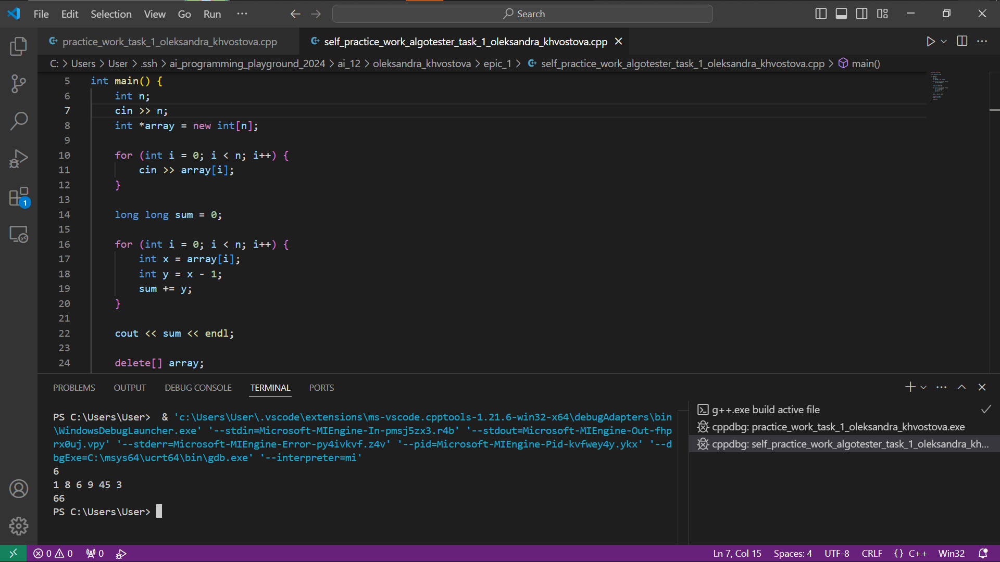 File Edit Selection View Go Run ··· Search
practice_work_task_1_oleksandra_khvostova.cpp self_practice_work_algotester_task_1_oleksandra_khvostova.cpp
C: > Users > User > .ssh > ai_programming_playground_2024 > ai_12 > oleksandra_khvostova > epic_1 > self_practice_work_algotester_task_1_oleksandra_khvostova.cpp > main()
5 int main() {
6 int n;
7 cin >> n;
8 int *array = new int[n];
9
10 for (int i = 0; i < n; i++) {
11 cin >> array[i];
12 }
13
14 long long sum = 0;
15
16 for (int i = 0; i < n; i++) {
17 int x = array[i];
18 int y = x - 1;
19 sum += y;
20 }
21
22 cout << sum << endl;
23
24 delete[] array;
1
PROBLEMS OUTPUT DEBUG CONSOLE TERMINAL PORTS
PS C:\Users\User>  & 'c:\Users\User\.vscode\extensions\ms-vscode.cpptools-1.21.6-win32-x64\debugAdapters\bin
\WindowsDebugLauncher.exe' '--stdin=Microsoft-MIEngine-In-pmsj5zx3.r4b' '--stdout=Microsoft-MIEngine-Out-fhp
rx0uj.vpy' '--stderr=Microsoft-MIEngine-Error-py4ivkvf.z4v' '--pid=Microsoft-MIEngine-Pid-kvfwey4y.ykx' '--d
bgExe=C:\msys64\ucrt64\bin\gdb.exe' '--interpreter=mi'
6
1 8 6 9 45 3
66
PS C:\Users\User>
g++.exe build active file
cppdbg: practice_work_task_1_oleksandra_khvostova.exe
cppdbg: self_practice_work_algotester_task_1_oleksandra_kh...
0 0 0 Ln 7, Col 15 Spaces: 4 UTF-8 CRLF {} C++ Win32